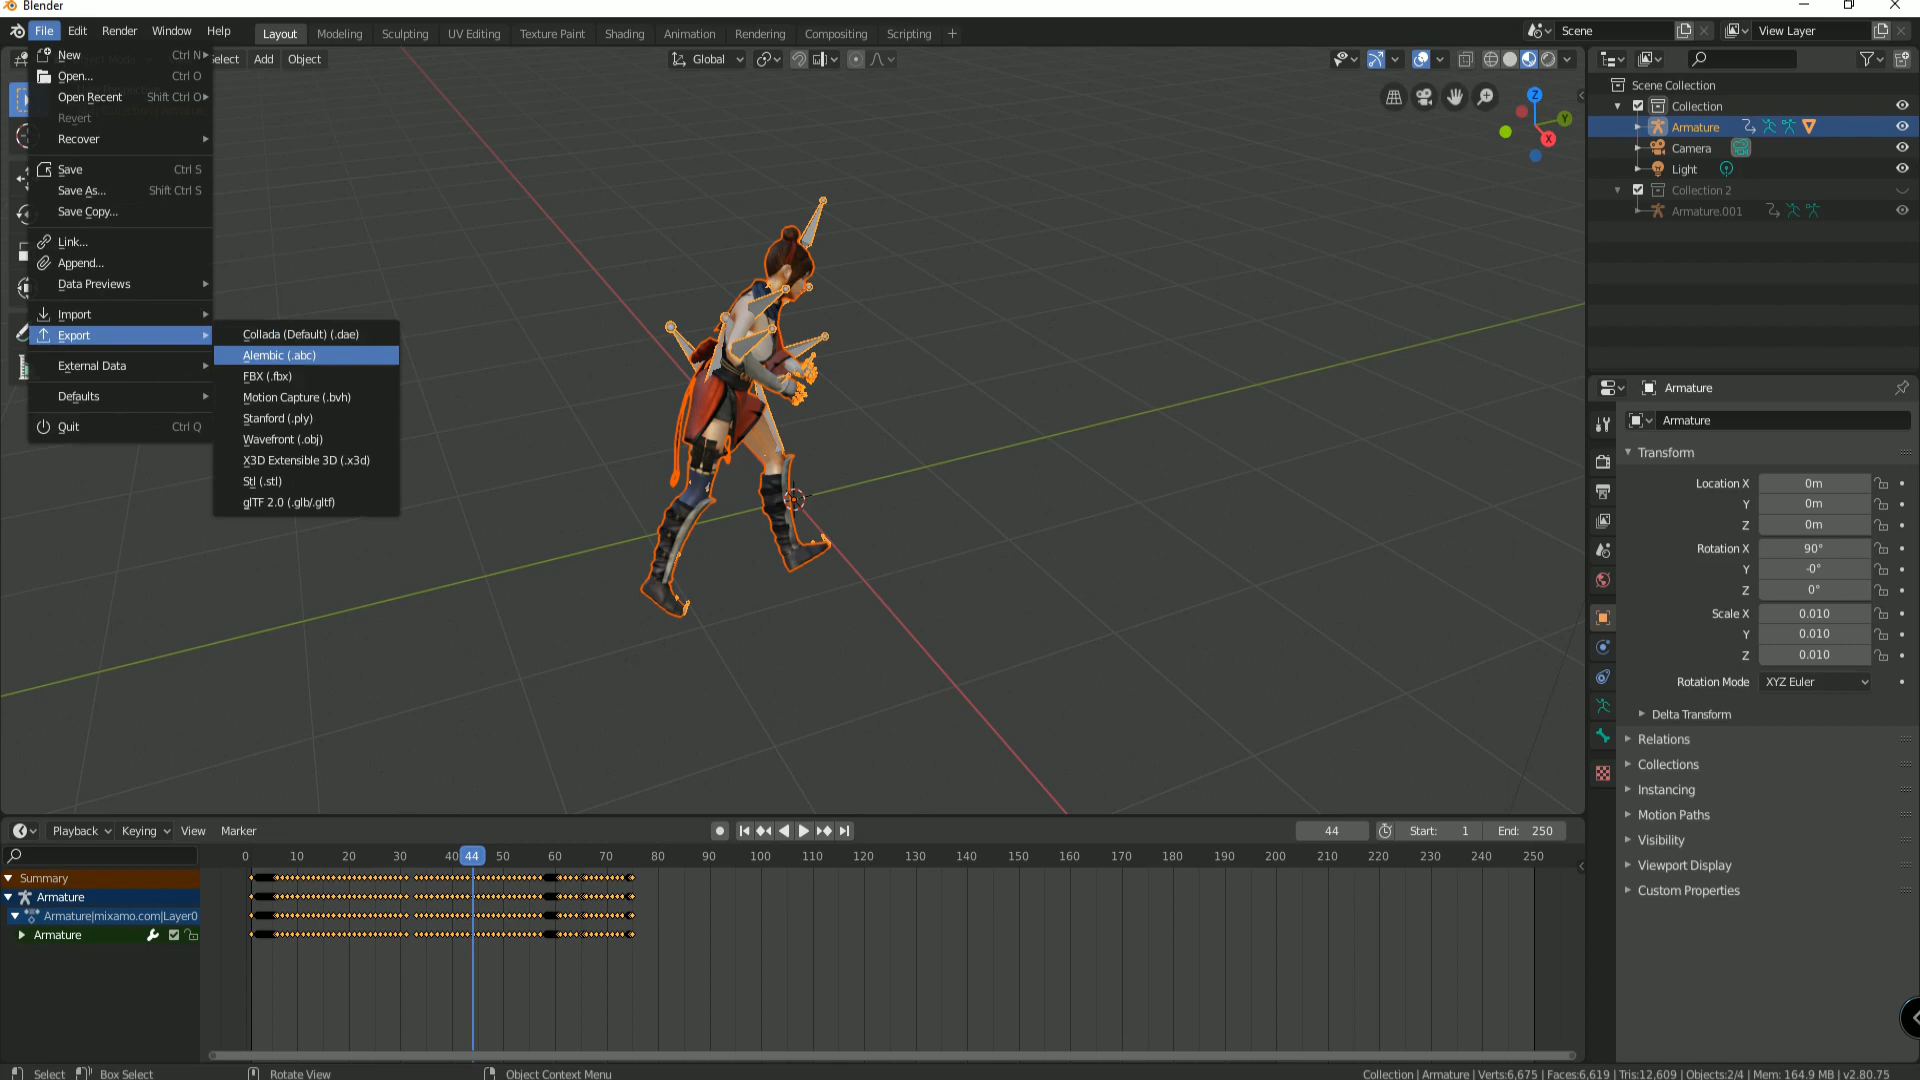 Blender
File Edit Render Window Help
Layout Modeling Sculpting UV Editing Texture Paint Shading Animation Rendering Compositing Scripting +
Scene
View Layer
New Ctrl N
Open... Ctrl O
Open Recent Shift Ctrl O
Revert
Recover
Save Ctrl S
Save As... Shift Ctrl S
Save Copy...
Link...
Append...
Data Previews
Import
Export
External Data
Defaults
Quit Ctrl Q
Collada (Default) (.dae)
Alembic (.abc)
FBX (.fbx)
Motion Capture (.bvh)
Stanford (.ply)
Wavefront (.obj)
X3D Extensible 3D (.x3d)
Stl (.stl)
glTF 2.0 (.glb/.gltf)
elect Add Object
Global
Z
Y
X
Scene Collection
Collection
Armature
Camera
Light
Collection 2
Armature.001
Armature
Armature
Transform
Location X 0m
Y 0m
Z 0m
Rotation X 90°
Y -0°
Z 0°
Scale X 0.010
Y 0.010
Z 0.010
Rotation Mode XYZ Euler
Delta Transform
Relations
Collections
Instancing
Motion Paths
Visibility
Viewport Display
Custom Properties
Playback Keying View Marker
44 Start: 1 End: 250
0 10 20 30 40 44 50 60 70 80 90 100 110 120 130 140 150 160 170 180 190 200 210 220 230 240 250
Summary
Armature
Armature|mixamo.com|Layer0
Armature
Select Box Select Rotate View Object Context Menu
Collection | Armature | Verts:6,675 | Faces:6,619 | Tris:12,609 | Objects:2/4 | Mem: 164.9 MB | v2.80.75